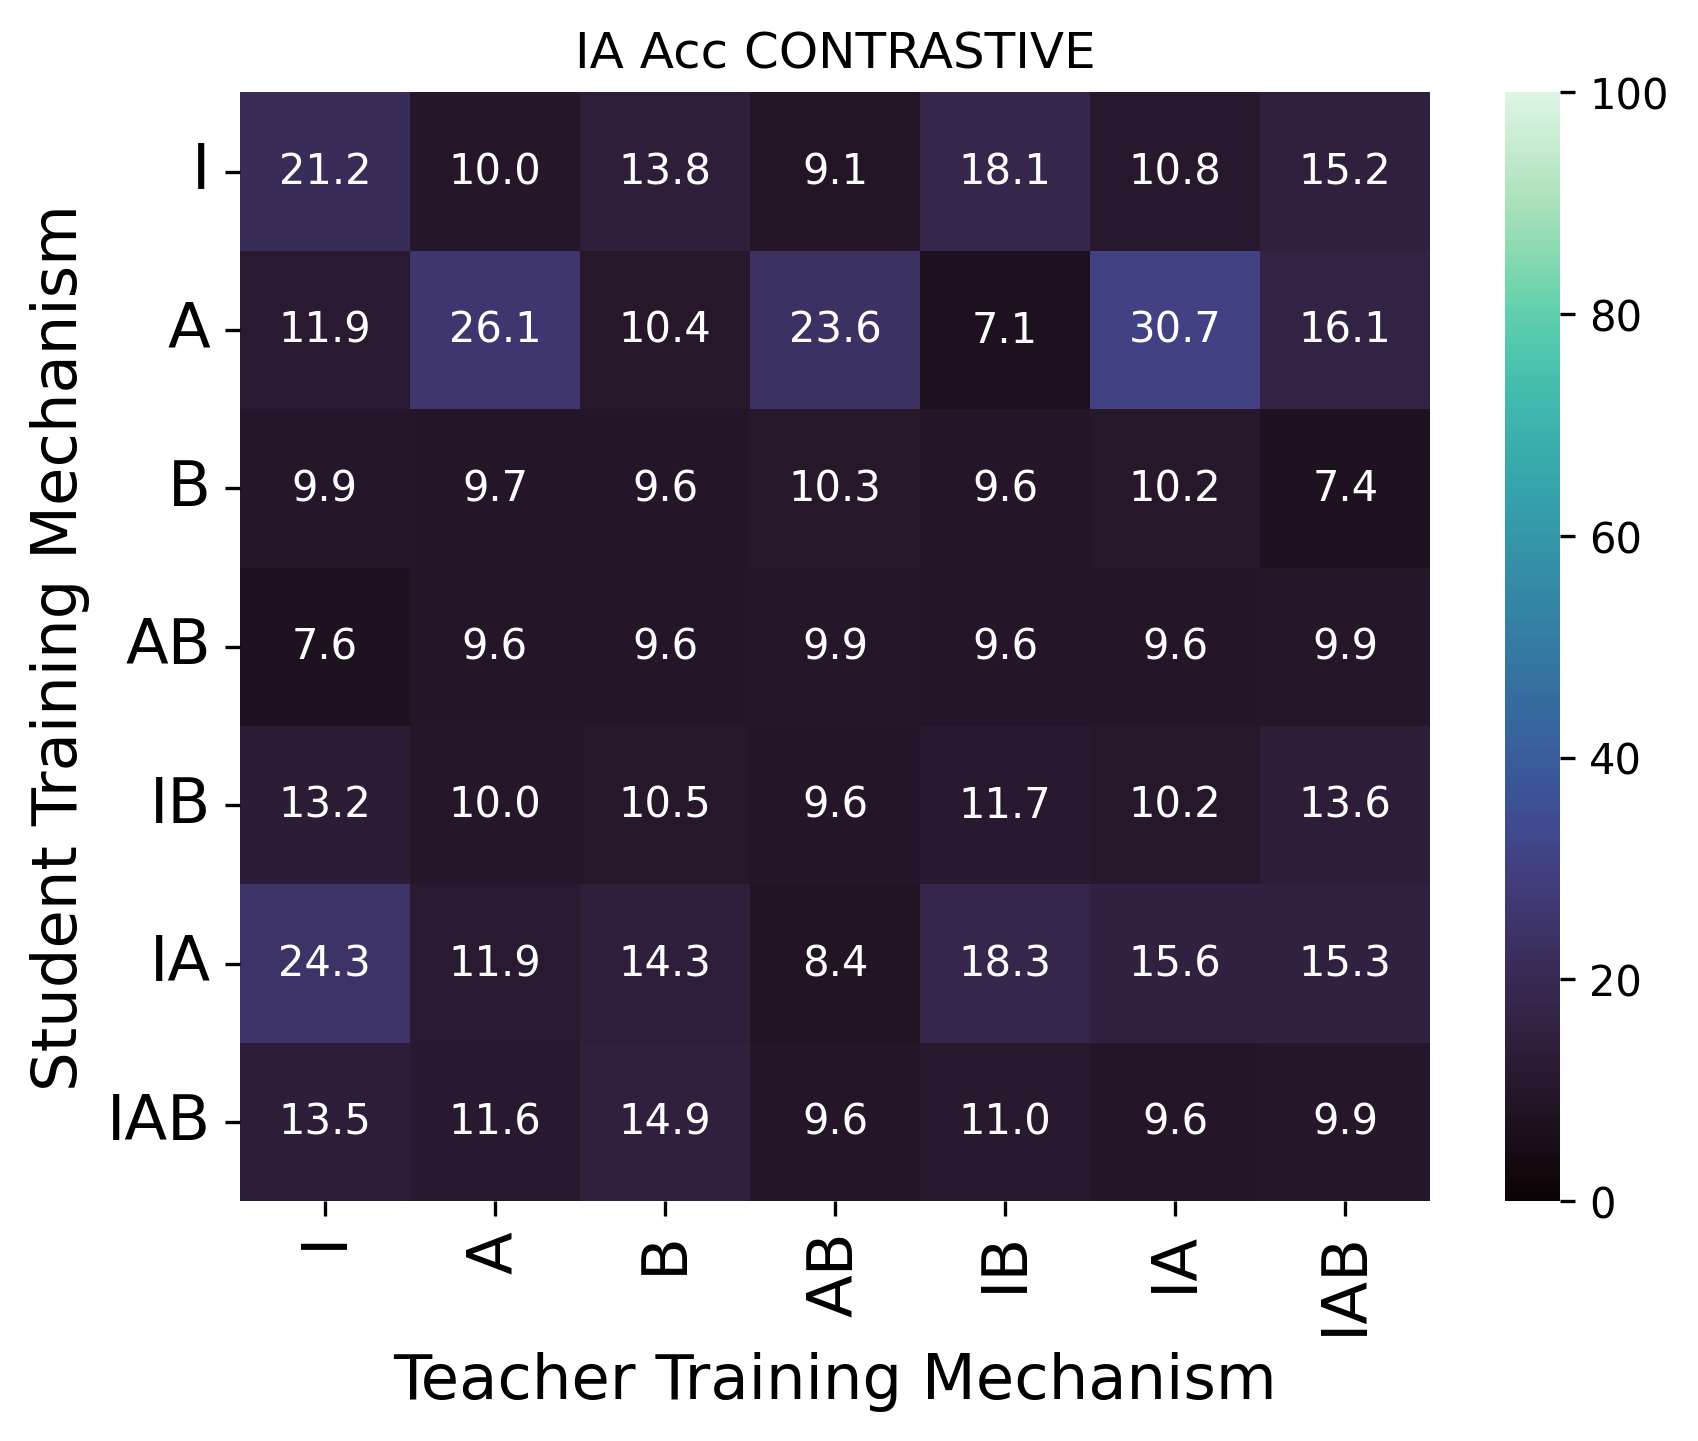 IA Acc CONTRASTIVE
I 21.2 10.0 13.8 9.1 18.1 10.8 15.2
A 11.9 26.1 10.4 23.6 7.1 30.7 16.1
B 9.9 9.7 9.6 10.3 9.6 10.2 7.4
AB 7.6 9.6 9.6 9.9 9.6 9.6 9.9
IB 13.2 10.0 10.5 9.6 11.7 10.2 13.6
IA 24.3 11.9 14.3 8.4 18.3 15.6 15.3
IAB 13.5 11.6 14.9 9.6 11.0 9.6 9.9
I A B AB IB IA IAB
Teacher Training Mechanism
Student Training Mechanism
100
80
60
40
20
0